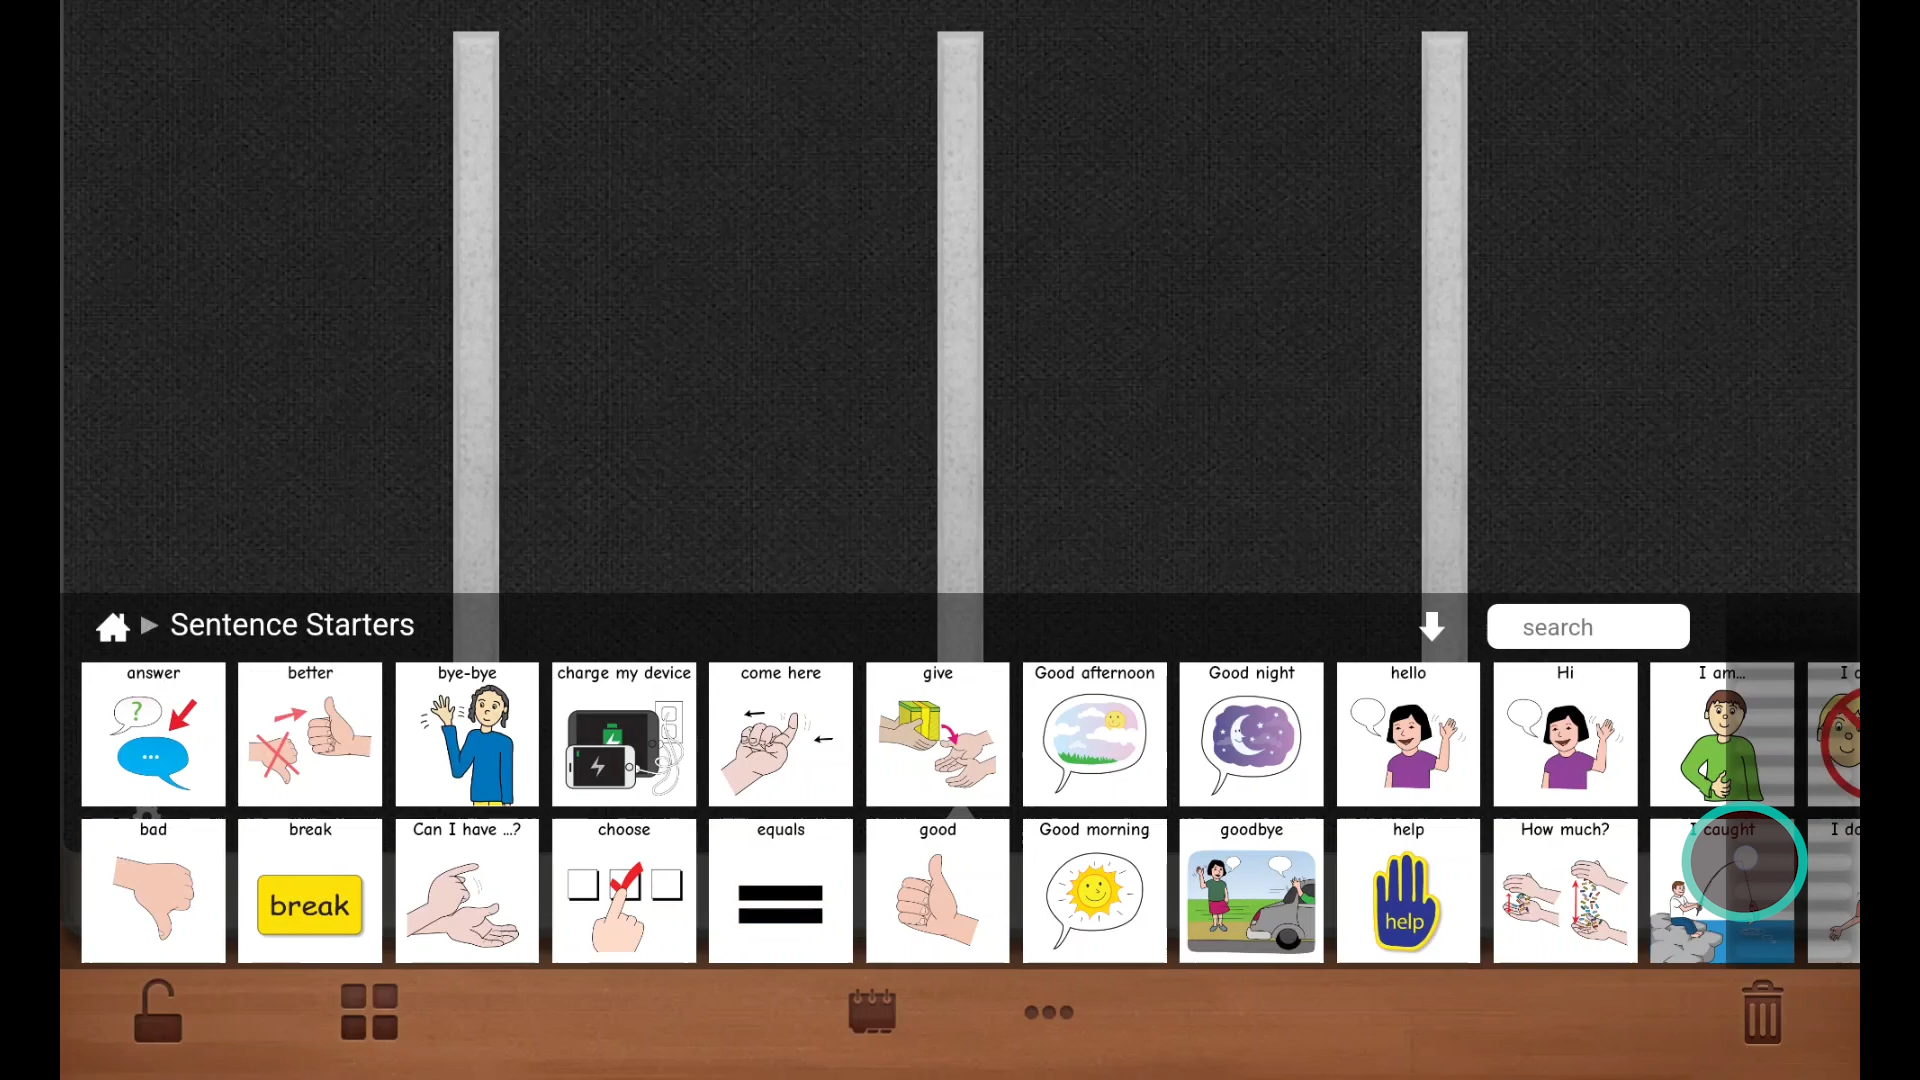 Sentence Starters
search
answer
better
bye-bye
charge my device
come here
give
Good afternoon
Good night
hello
Hi
I am...
bad
break
break
Can I have ...?
choose
equals
good
Good morning
goodbye
help
help
How much?
I caught